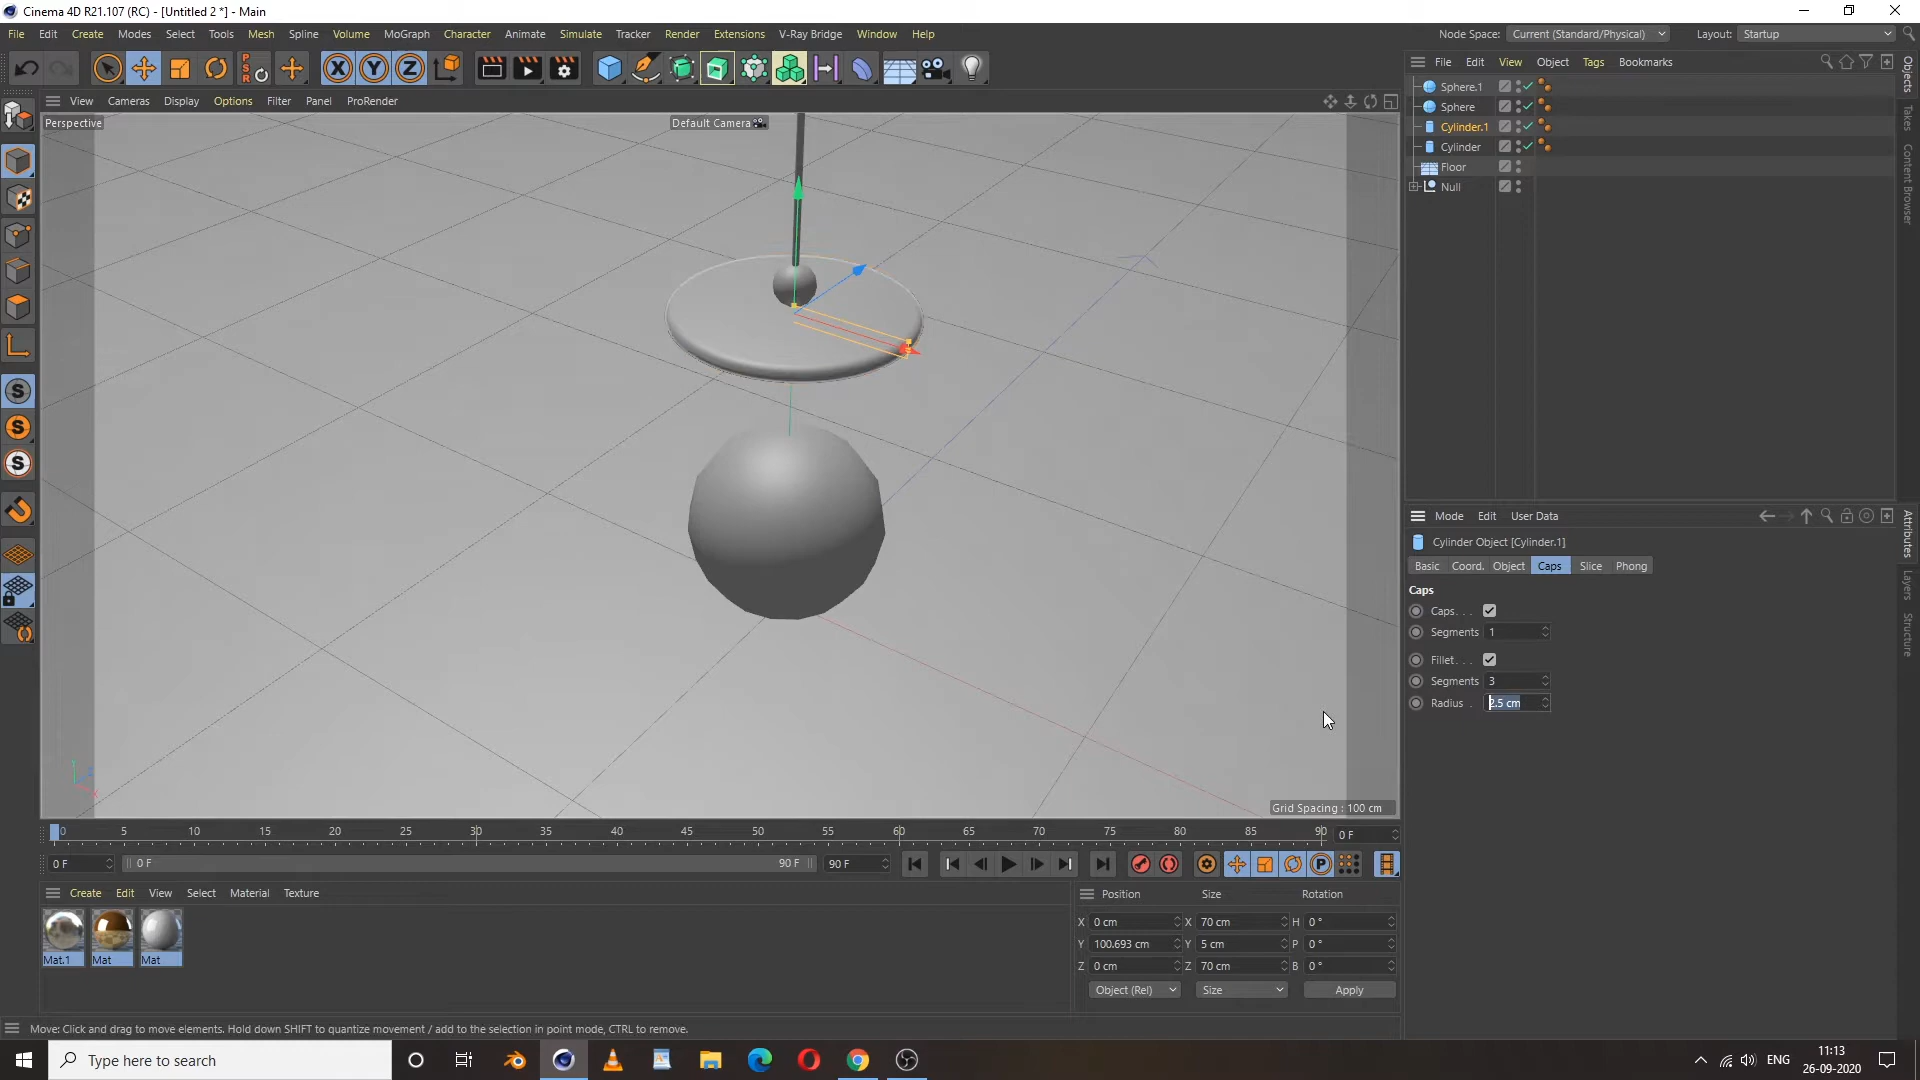 Cinema 4D R21.107 (RC) - [Untitled 2 *] - Main
File Edit Create Modes Select Tools Mesh Spline Volume MoGraph Character Animate Simulate Tracker Render Extensions V-Ray Bridge Window Help Node Space: Current (Standard/Physical) Layout: Startup
PSR X Y Z
File Edit View Object Tags Bookmarks
View Cameras Display Options Filter Panel ProRender
Perspective
Default Camera
Sphere.1
Sphere
Cylinder.1
Cylinder
Floor
Null
Objects
Takes
Content Browser
Mode Edit User Data
Cylinder Object [Cylinder.1]
Basic Coord. Object Caps Slice Phong
Caps
Caps. . .
Segments 1
Fillet. . .
Segments 3
Radius . 2.5 cm
Attributes
Layers
Structure
S
S
S
Y
Z
X
Grid Spacing : 100 cm
0 5 10 15 20 25 30 35 40 45 50 55 60 65 70 75 80 85 90 0 F
0 F 0 F 90 F 90 F
P
Create Edit View Select Material Texture
Mat.1 Mat Mat
Position Size Rotation
X 0 cm X 70 cm H 0 °
Y 100.693 cm Y 5 cm P 0 °
Z 0 cm Z 70 cm B 0 °
Object (Rel) Size Apply
Move: Click and drag to move elements. Hold down SHIFT to quantize movement / add to the selection in point mode, CTRL to remove.
Type here to search
ENG
11:13
26-09-2020